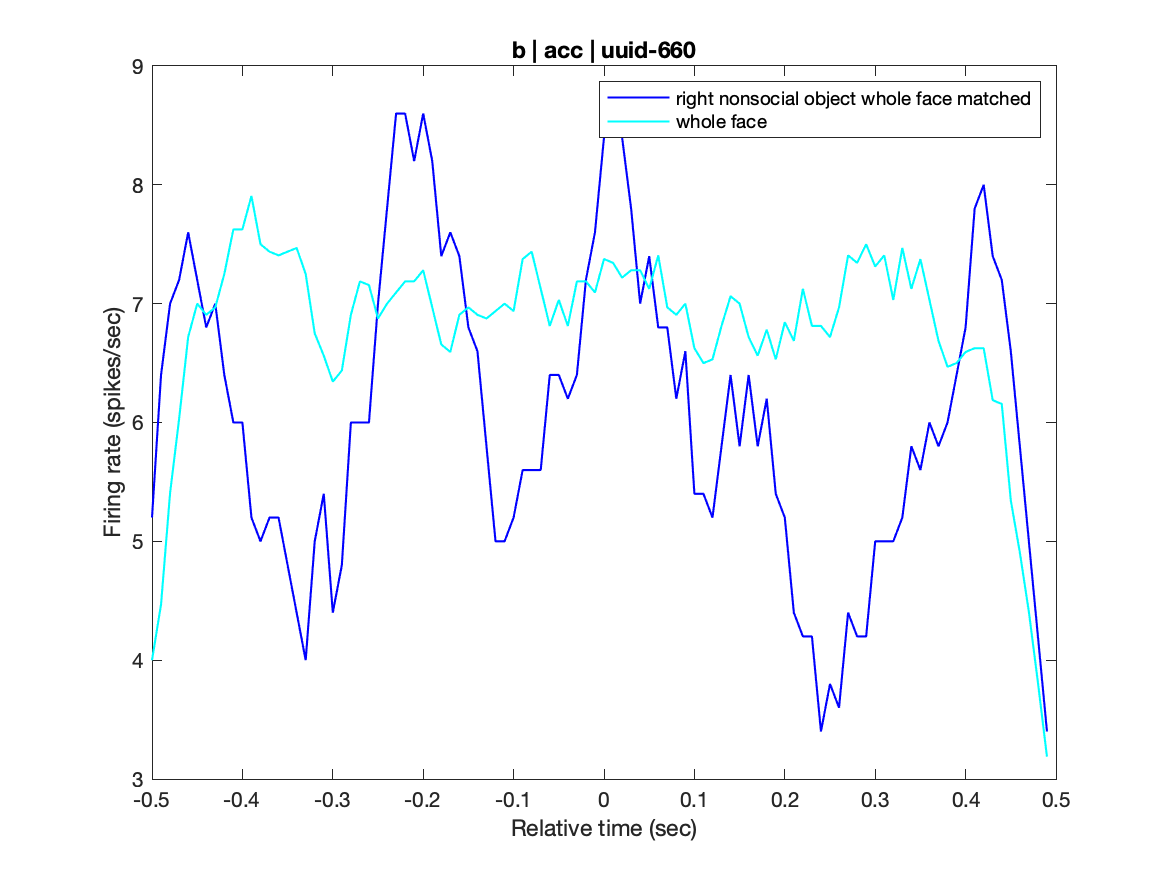 b | acc | uuid-660
9
8
7
6
5
4
3
Firing rate (spikes/sec)
right nonsocial object whole face matched
whole face
-0.5 -0.4 -0.3 -0.2 -0.1 0 0.1 0.2 0.3 0.4 0.5
Relative time (sec)